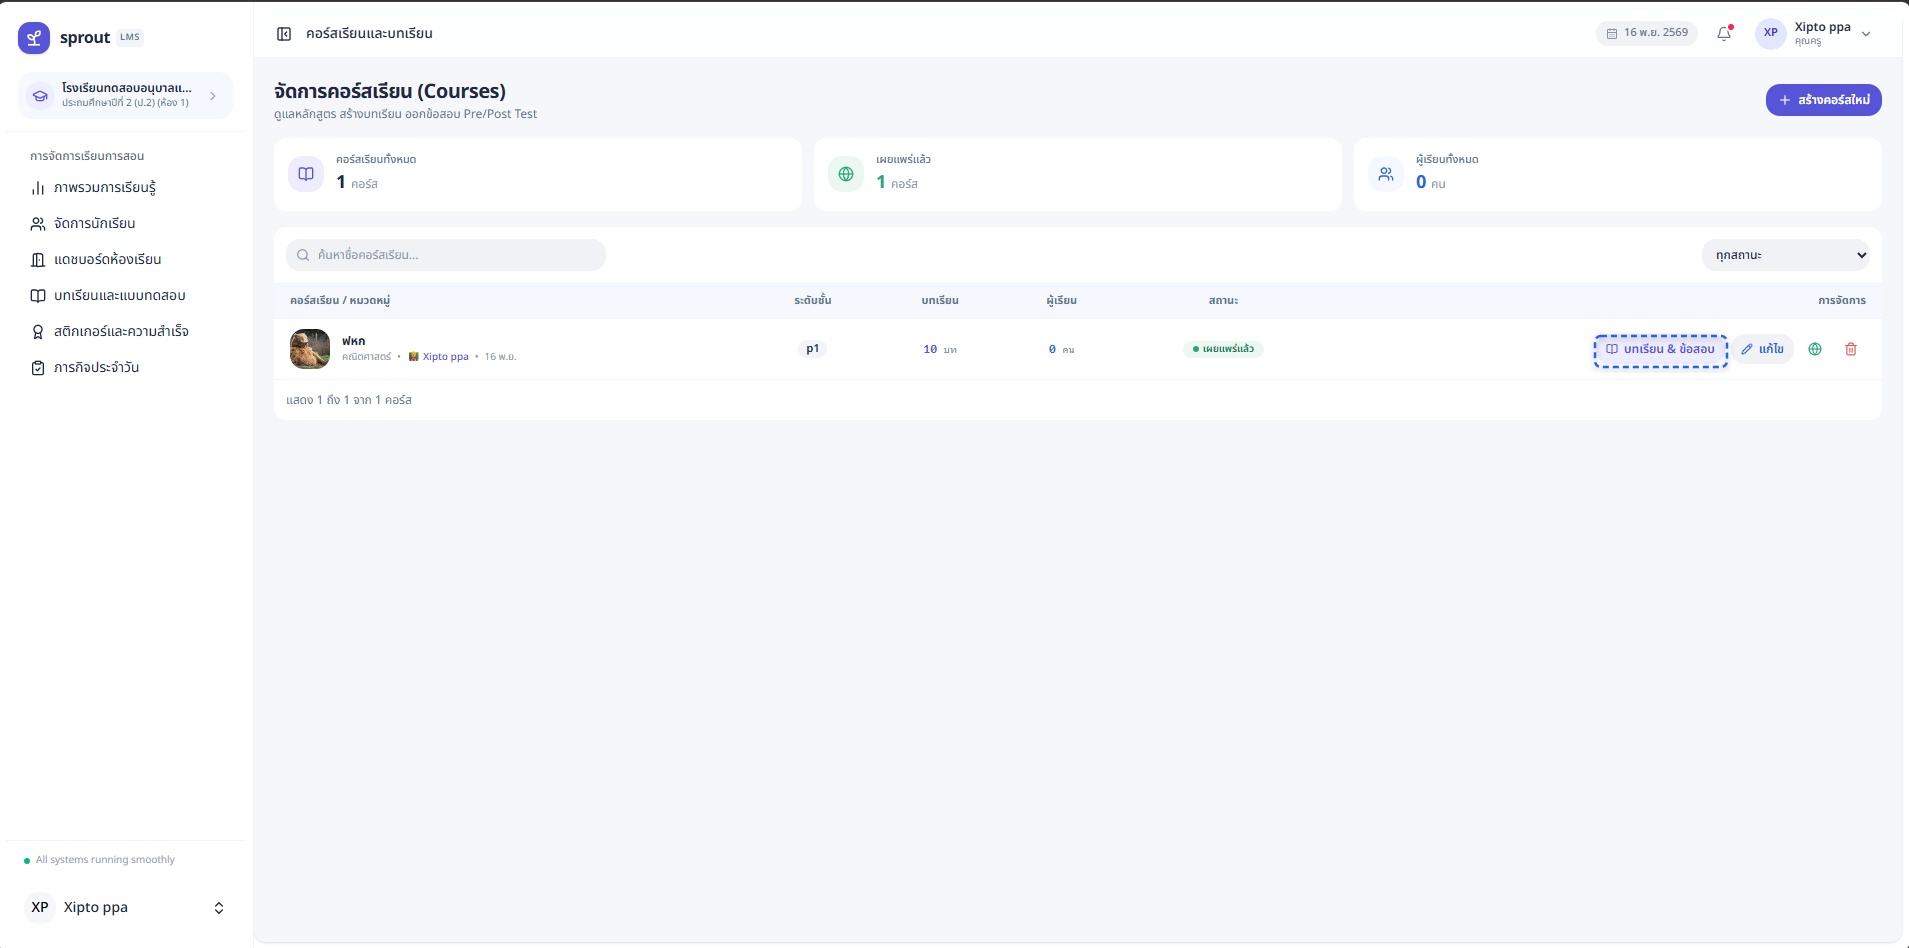 sprout LMS
โรงเรียนทดสอบอนุบาลแ...
ประถมศึกษาปีที่ 2 (ป.2) (ห้อง 1)
การจัดการเรียนการสอน
ภาพรวมการเรียนรู้
จัดการนักเรียน
แดชบอร์ดห้องเรียน
บทเรียนและแบบทดสอบ
สติกเกอร์และความสำเร็จ
ภารกิจประจำวัน
All systems running smoothly
XP Xipto ppa
คอร์สเรียนและบทเรียน
16 พ.ย. 2569
XP Xipto ppa
คุณครู
จัดการคอร์สเรียน (Courses)
ดูแลหลักสูตร สร้างบทเรียน ออกข้อสอบ Pre/Post Test
สร้างคอร์สใหม่
คอร์สเรียนทั้งหมด
1 คอร์ส
เผยแพร่แล้ว
1 คอร์ส
ผู้เรียนทั้งหมด
0 คน
ค้นหาชื่อคอร์สเรียน...
ทุกสถานะ
คอร์สเรียน / หมวดหมู่ ระดับชั้น บทเรียน ผู้เรียน สถานะ การจัดการ
ฟหก
คณิตศาสตร์ • Xipto ppa • 16 พ.ย.
p1 10 บท 0 คน เผยแพร่แล้ว บทเรียน & ข้อสอบ แก้ไข
แสดง 1 ถึง 1 จาก 1 คอร์ส